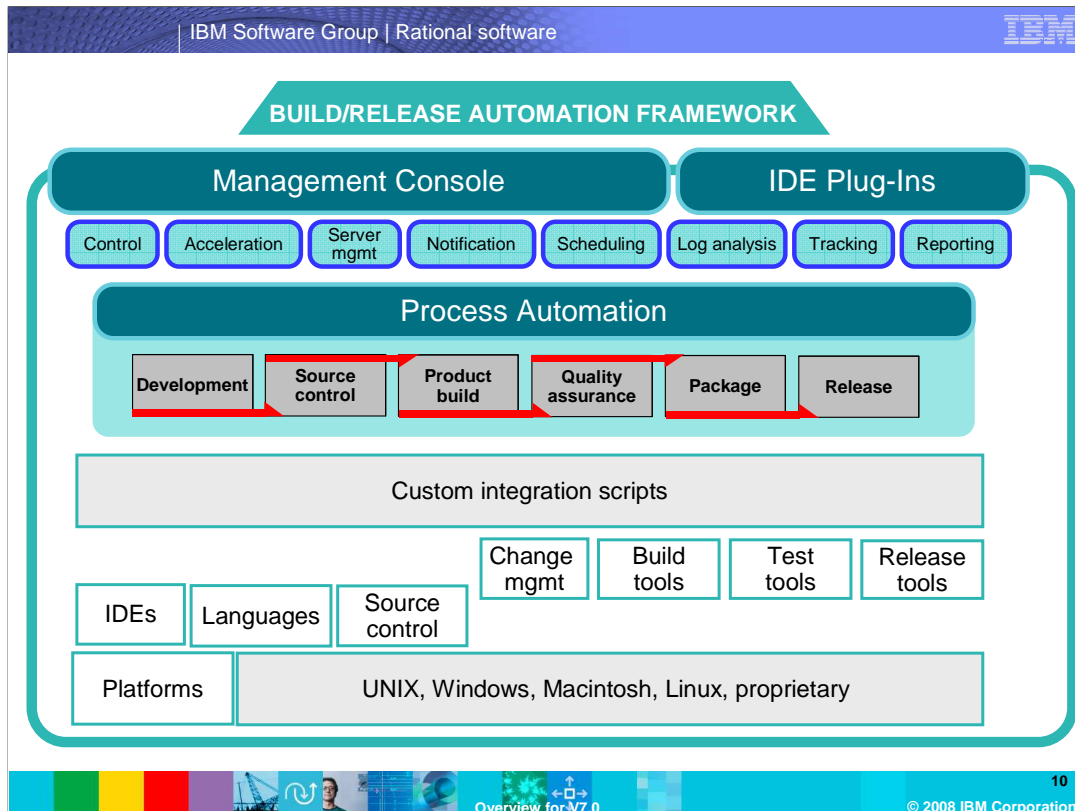 IBM Software Group | Rational software
IBM
BUILD/RELEASE AUTOMATION FRAMEWORK
Management Console
IDE Plug-Ins
Control
Acceleration
Server
mgmt
Notification
Scheduling
Log analysis
Tracking
Reporting
Process Automation
Development
Source
control
Product
build
Quality
assurance
Package
Release
Custom integration scripts
Change
mgmt
Build
tools
Test
tools
Release
tools
IDEs
Languages
Source
control
Platforms
UNIX, Windows, Macintosh, Linux, proprietary
10
Overview for V7.0
© 2008 IBM Corporation